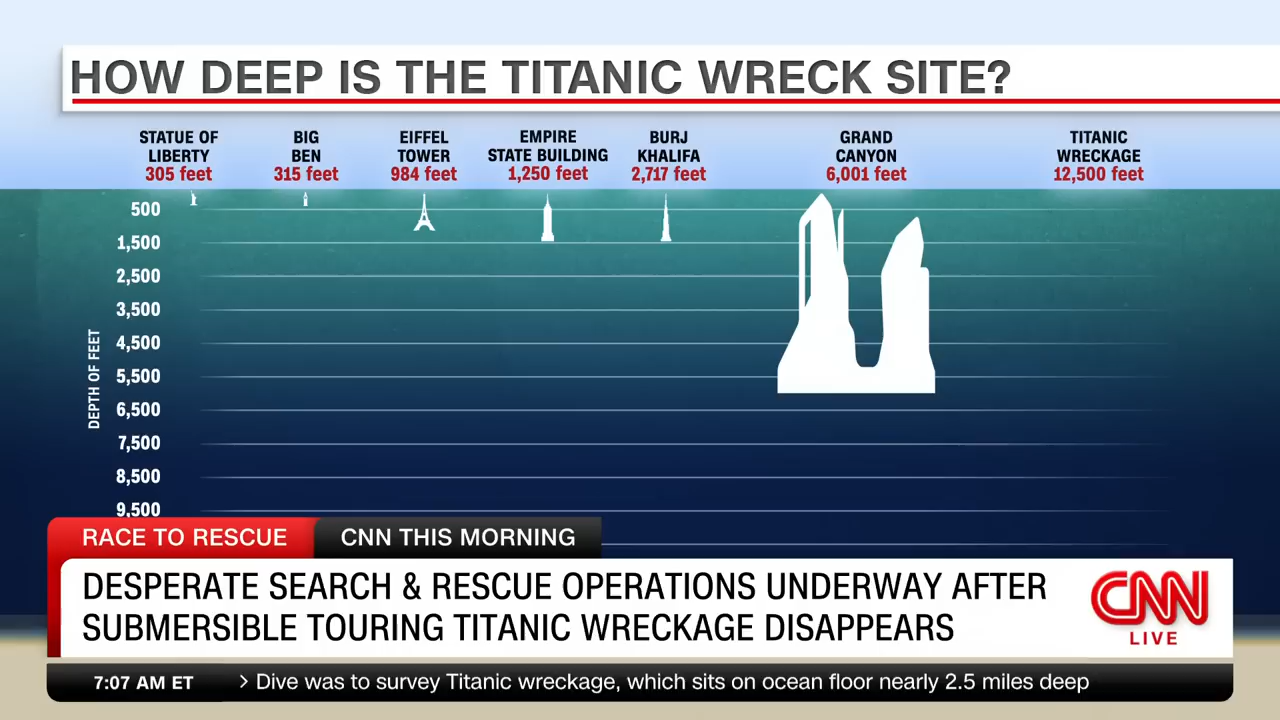 HOW DEEP IS THE TITANIC WRECK SITE?
STATUE OF
LIBERTY
305 feet
BIG
BEN
315 feet
EIFFEL
TOWER
984 feet
EMPIRE
STATE BUILDING
1,250 feet
BURJ
KHALIFA
2,717 feet
GRAND
CANYON
6,001 feet
TITANIC
WRECKAGE
12,500 feet
DEPTH OF FEET
500
1,500
2,500
3,500
4,500
5,500
6,500
7,500
8,500
9,500
RACE TO RESCUE
CNN THIS MORNING
DESPERATE SEARCH & RESCUE OPERATIONS UNDERWAY AFTER
SUBMERSIBLE TOURING TITANIC WRECKAGE DISAPPEARS
CNN
LIVE
7:07 AM ET
> Dive was to survey Titanic wreckage, which sits on ocean floor nearly 2.5 miles deep